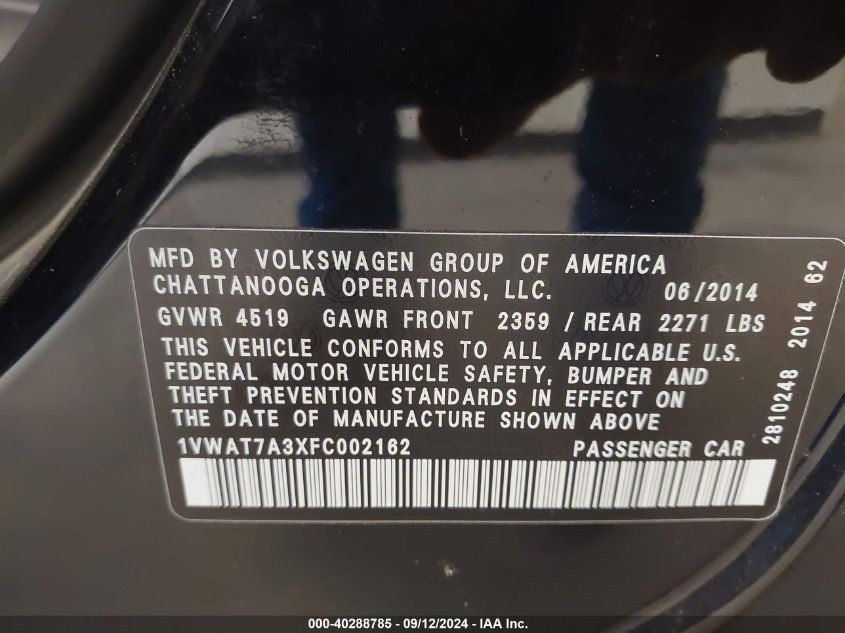 MFD BY VOLKSWAGEN GROUP OF AMERICA
CHATTANOOGA OPERATIONS, LLC. 06/2014
GVWR 4519 GAWR FRONT 2359 / REAR 2271 LBS
THIS VEHICLE CONFORMS TO ALL APPLICABLE U.S.
FEDERAL MOTOR VEHICLE SAFETY, BUMPER AND
THEFT PREVENTION STANDARDS IN EFFECT ON
THE DATE OF MANUFACTURE SHOWN ABOVE
1VWAT7A3XFC002162 PASSENGER CAR
2810248 2014 62
000-40288785 - 09/12/2024 - IAA Inc.